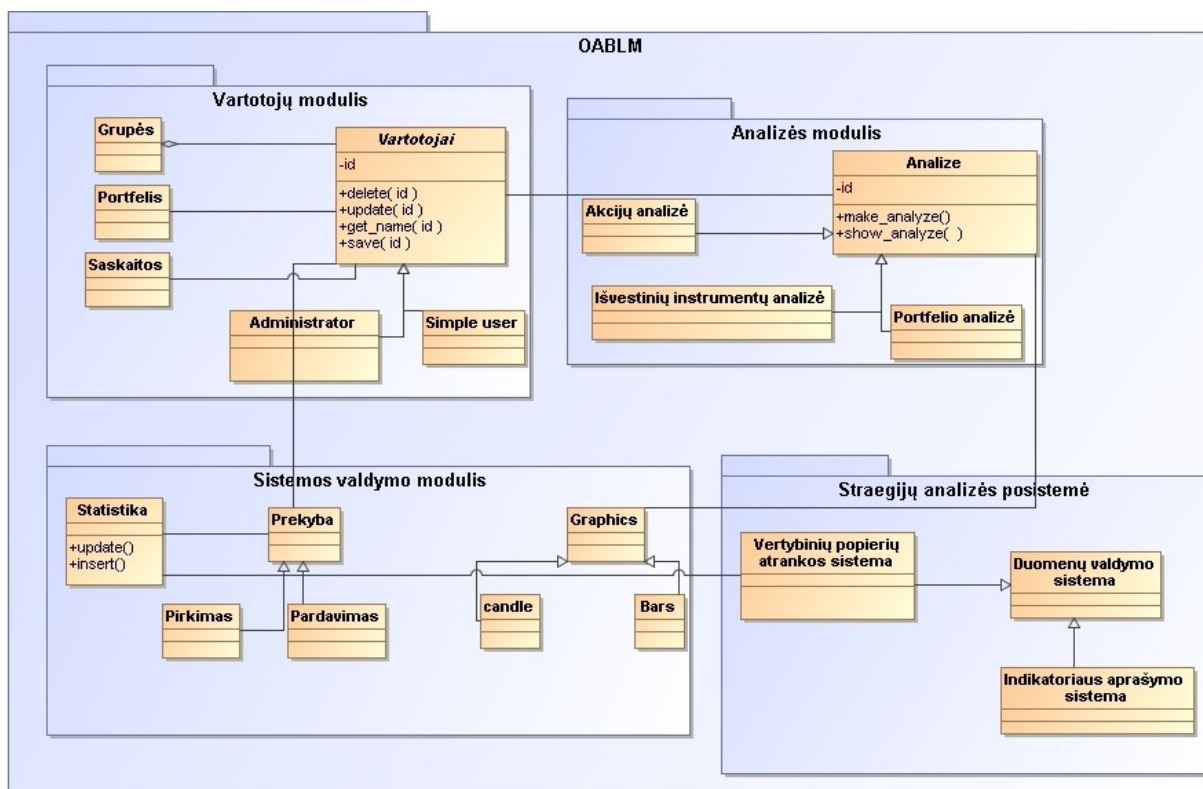 OABLM
Vartotojų modulis
Grupės
Vartotojai
-id
+delete( id )
+update( id )
+get_name( id )
+save( id )
Portfelis
Saskaitos
Administrator
Simple user
Analizės modulis
Analize
-id
+make_analyze()
+show_analyze( )
Akcijų analizė
Išvestinių instrumentų analizė
Portfelio analizė
Sistemos valdymo modulis
Statistika
+update()
+insert()
Prekyba
Graphics
Pirkimas
Pardavimas
candle
Bars
Straegijų analizės posistemė
Vertybinių popierių
atrankos sistema
Duomenų valdymo
sistema
Indikatoriaus aprašymo
sistema